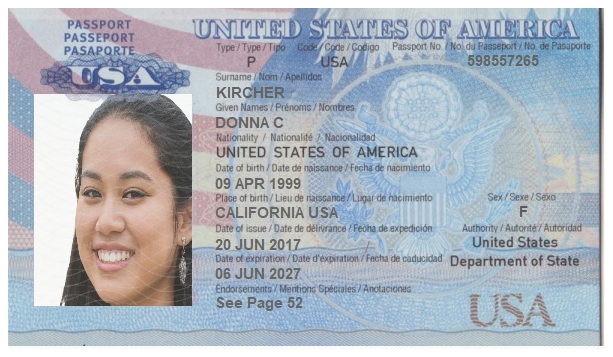 PASSPORT
PASSEPORT
PASAPORTE
USA
UNITED STATES OF AMERICA
Type / Type / Tipo Code / Code / Codigo Passport No. / No. du Passeport / No. de Pasaporte
P USA 598557265
Surname / Nom / Apellidos
KIRCHER
Given Names / Prénoms / Nombres
DONNA C
Nationality / Nationalité / Nacionalidad
UNITED STATES OF AMERICA
Date of birth / Date de naissance / Fecha de nacimiento
09 APR 1999
Place of birth / Lieu de naissance / Lugar de nacimiento Sex / Sexe / Sexo
CALIFORNIA USA F
Date of issue / Date de délivrance / Fecha de expedición Authority / Autorité / Autoridad
20 JUN 2017 United States
Date of expiration / Date d'expiration / Fecha de caducidad Department of State
06 JUN 2027
Endorsements / Mentions Spéciales / Anotaciones
See Page 52
USA